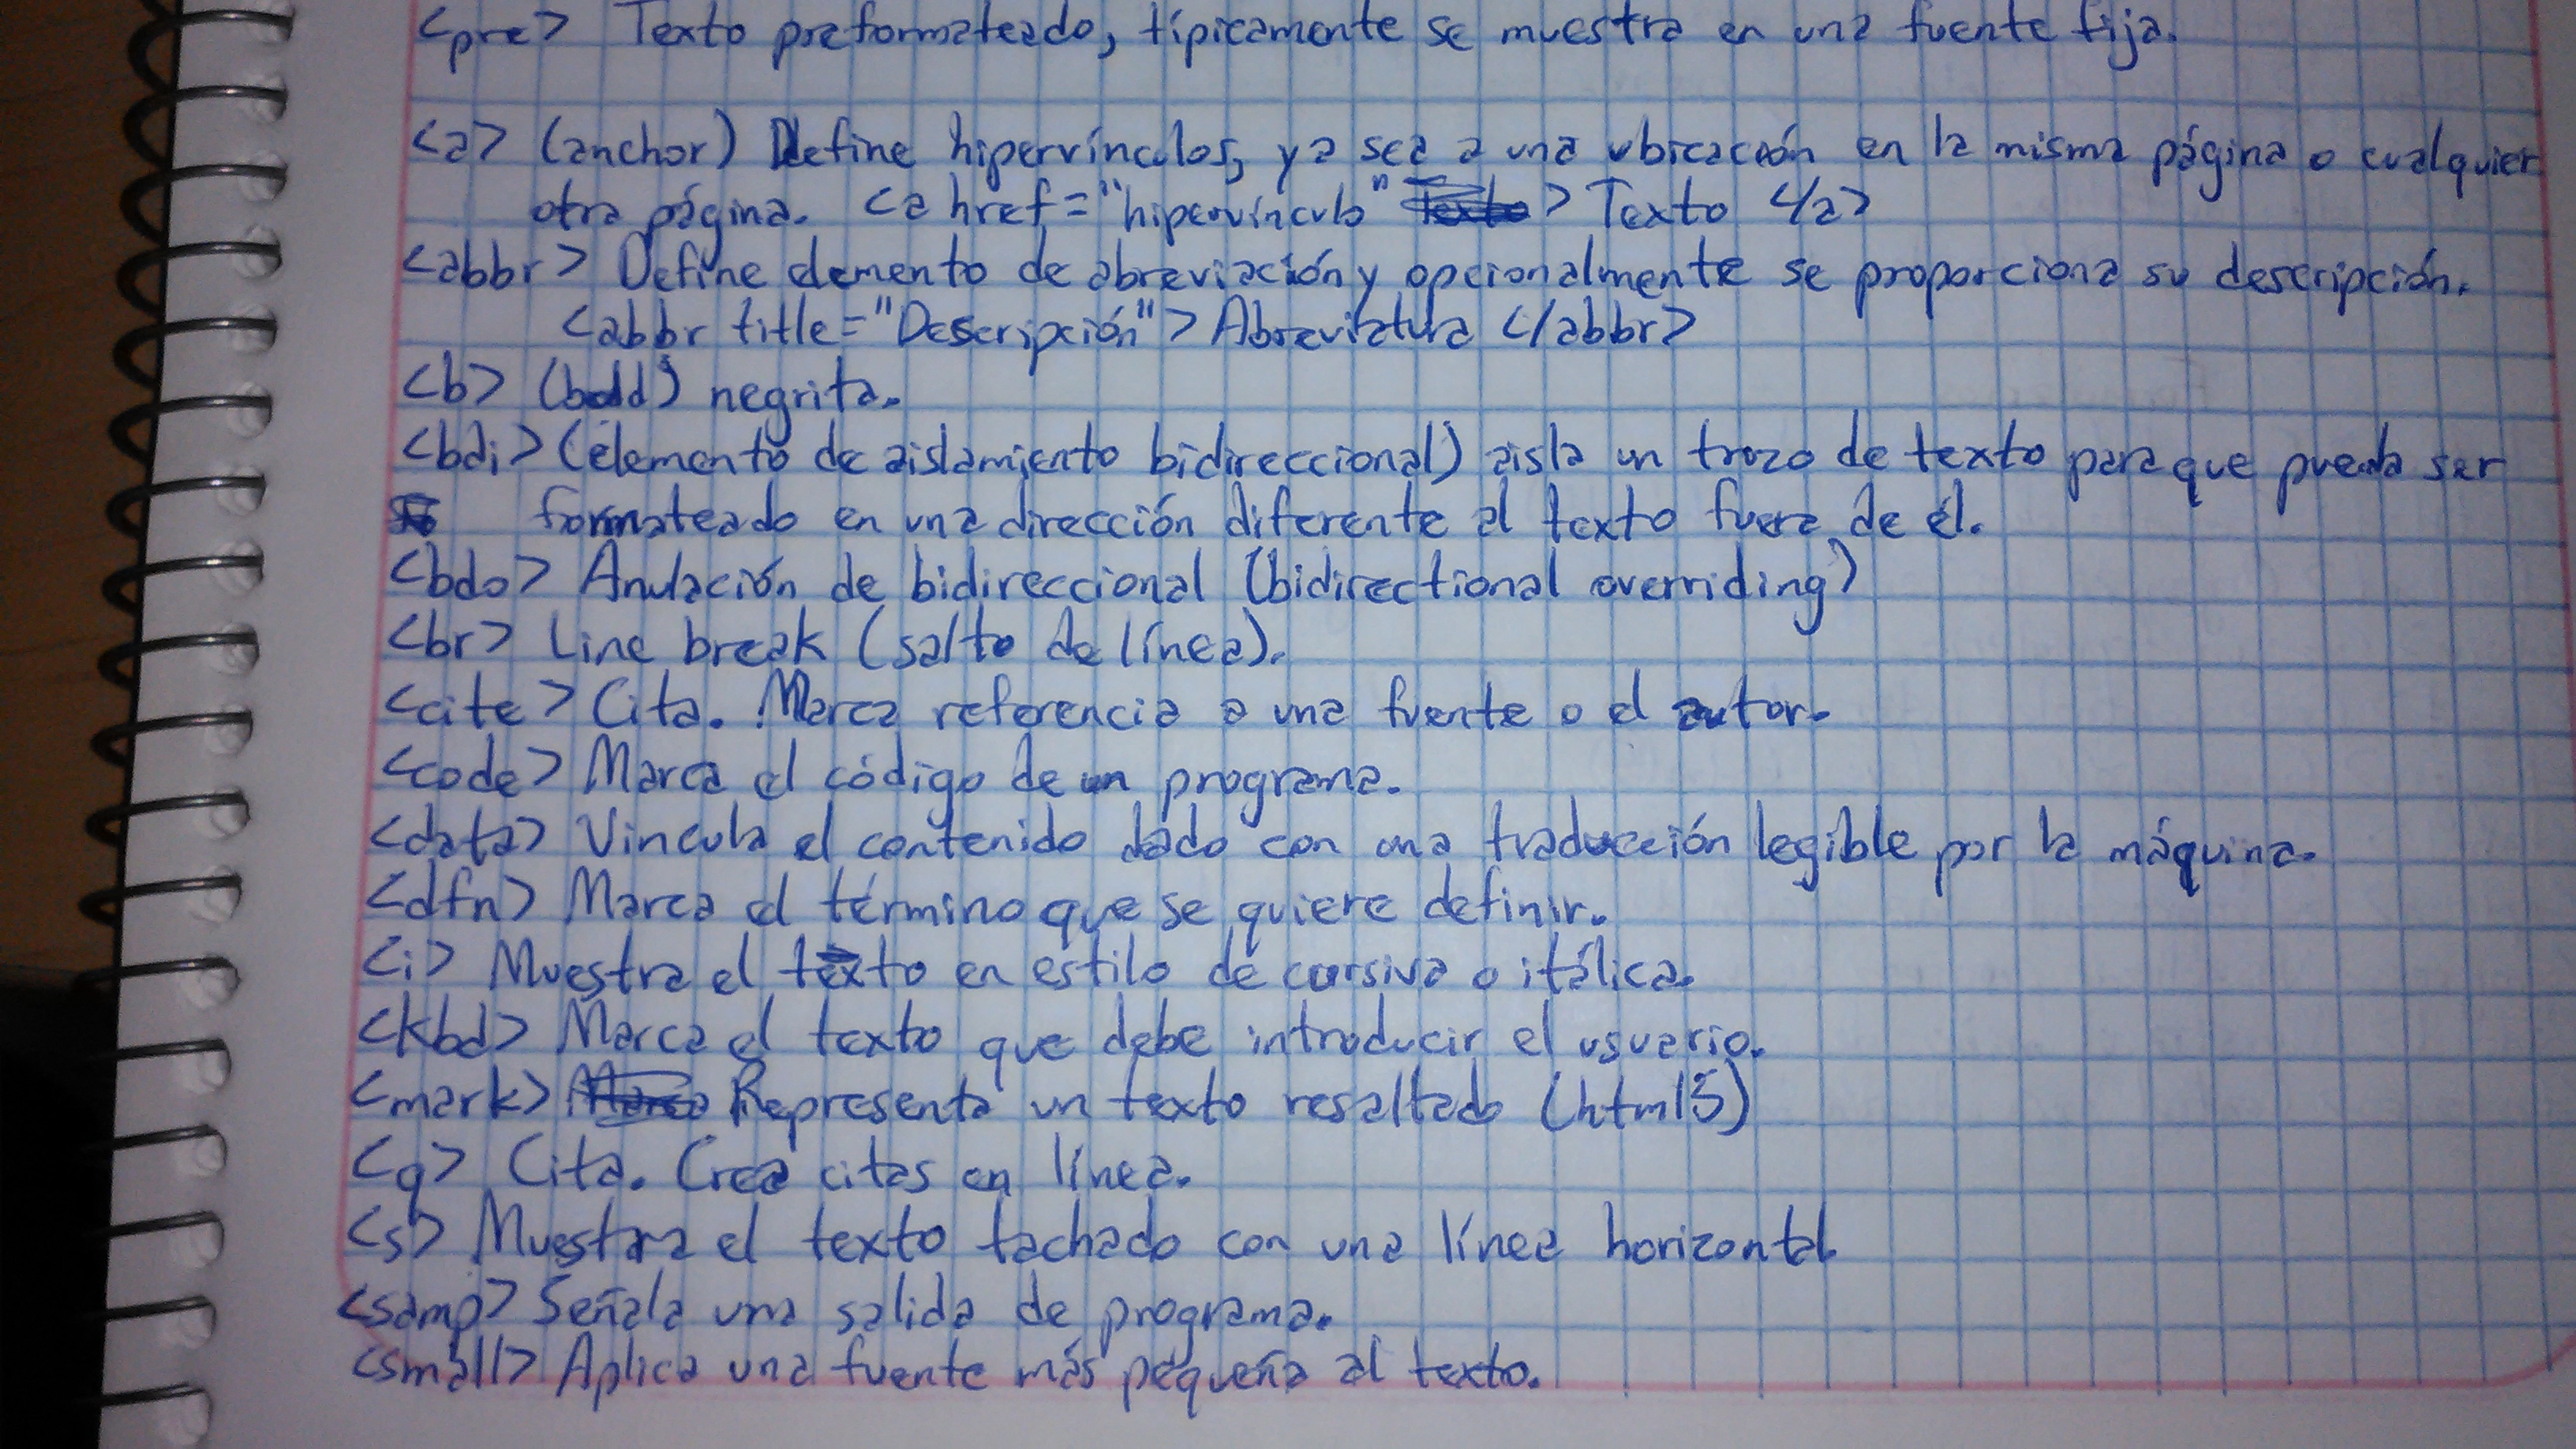 <pre> Texto preformateado, típicamente se muestra en una fuente fija.
<a> (anchor) Define hipervínculos, ya sea a una ubicación en la misma página o cualquier
otra página. <a href="hipervínculo" > Texto </a>
<abbr> Define elemento de abreviación y opcionalmente se proporciona su descripción.
<abbr title="Descripción"> Abreviatura </abbr>
<b> (bold) negrita.
<bdi> (elemento de aislamiento bidireccional) aisla un trozo de texto para que pueda ser
formateado en una dirección diferente al texto fuera de él.
<bdo> Anulación de bidireccional (bidirectional overriding)
<br> Line break (salto de línea).
<cite> Cita. Marca referencia a una fuente o el autor.
<code> Marca el código de un programa.
<data> Vincula el contenido dado con una traducción legible por la máquina.
<dfn> Marca el término que se quiere definir.
<i> Muestra el texto en estilo de cursiva o itálica.
<kbd> Marca el texto que debe introducir el usuario.
<mark> Representa un texto resaltado (html5)
<q> Cita. Crea citas en línea.
<s> Muestra el texto tachado con una línea horizontal.
<samp> Señala una salida de programa.
<small> Aplica una fuente más pequeña al texto.